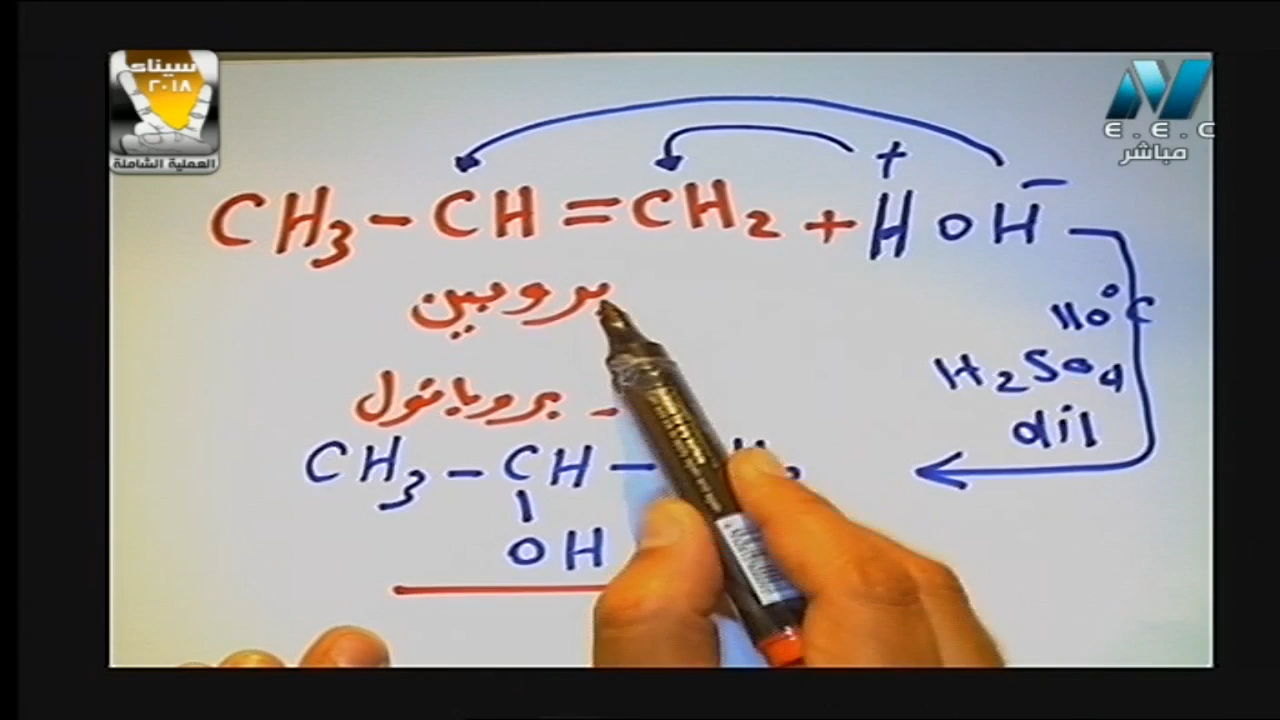 سيناء
٢٠١٨
العملية الشاملة
E.E.C
مباشر
+ −
CH3 − CH = CH2 + H OH
بروبين
110°C
H2SO4
dil
- بروبانول
CH3 − CH −
OH